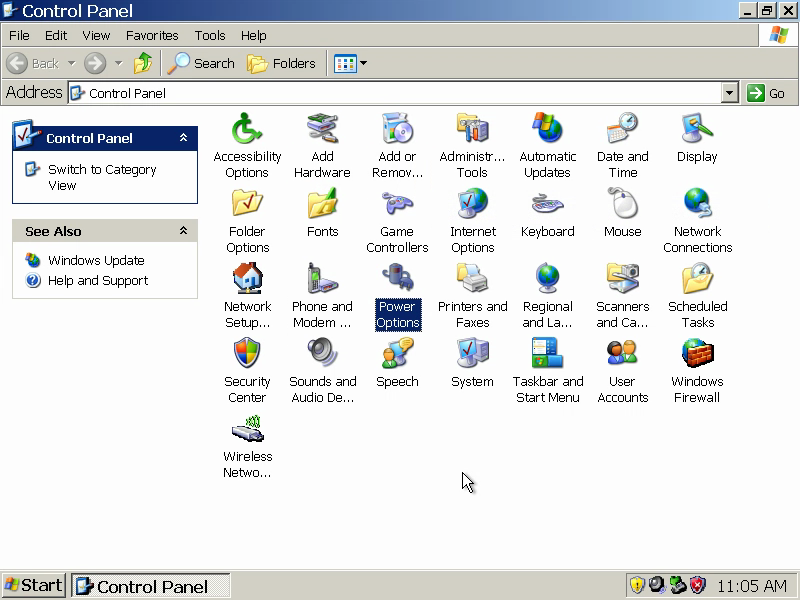 Control Panel
File Edit View Favorites Tools Help
Back Search Folders
Address Control Panel Go
Control Panel
Switch to Category
View
See Also
Windows Update
Help and Support
Accessibility
Options
Add
Hardware
Add or
Remov...
Administr...
Tools
Automatic
Updates
Date and
Time
Display
Folder
Options
Fonts
Game
Controllers
Internet
Options
Keyboard
Mouse
Network
Connections
Network
Setup...
Phone and
Modem ...
Power
Options
Printers and
Faxes
Regional
and La...
Scanners
and Ca...
Scheduled
Tasks
Security
Center
Sounds and
Audio De...
Speech
System
Taskbar and
Start Menu
User
Accounts
Windows
Firewall
Wireless
Netwo...
Start Control Panel 11:05 AM